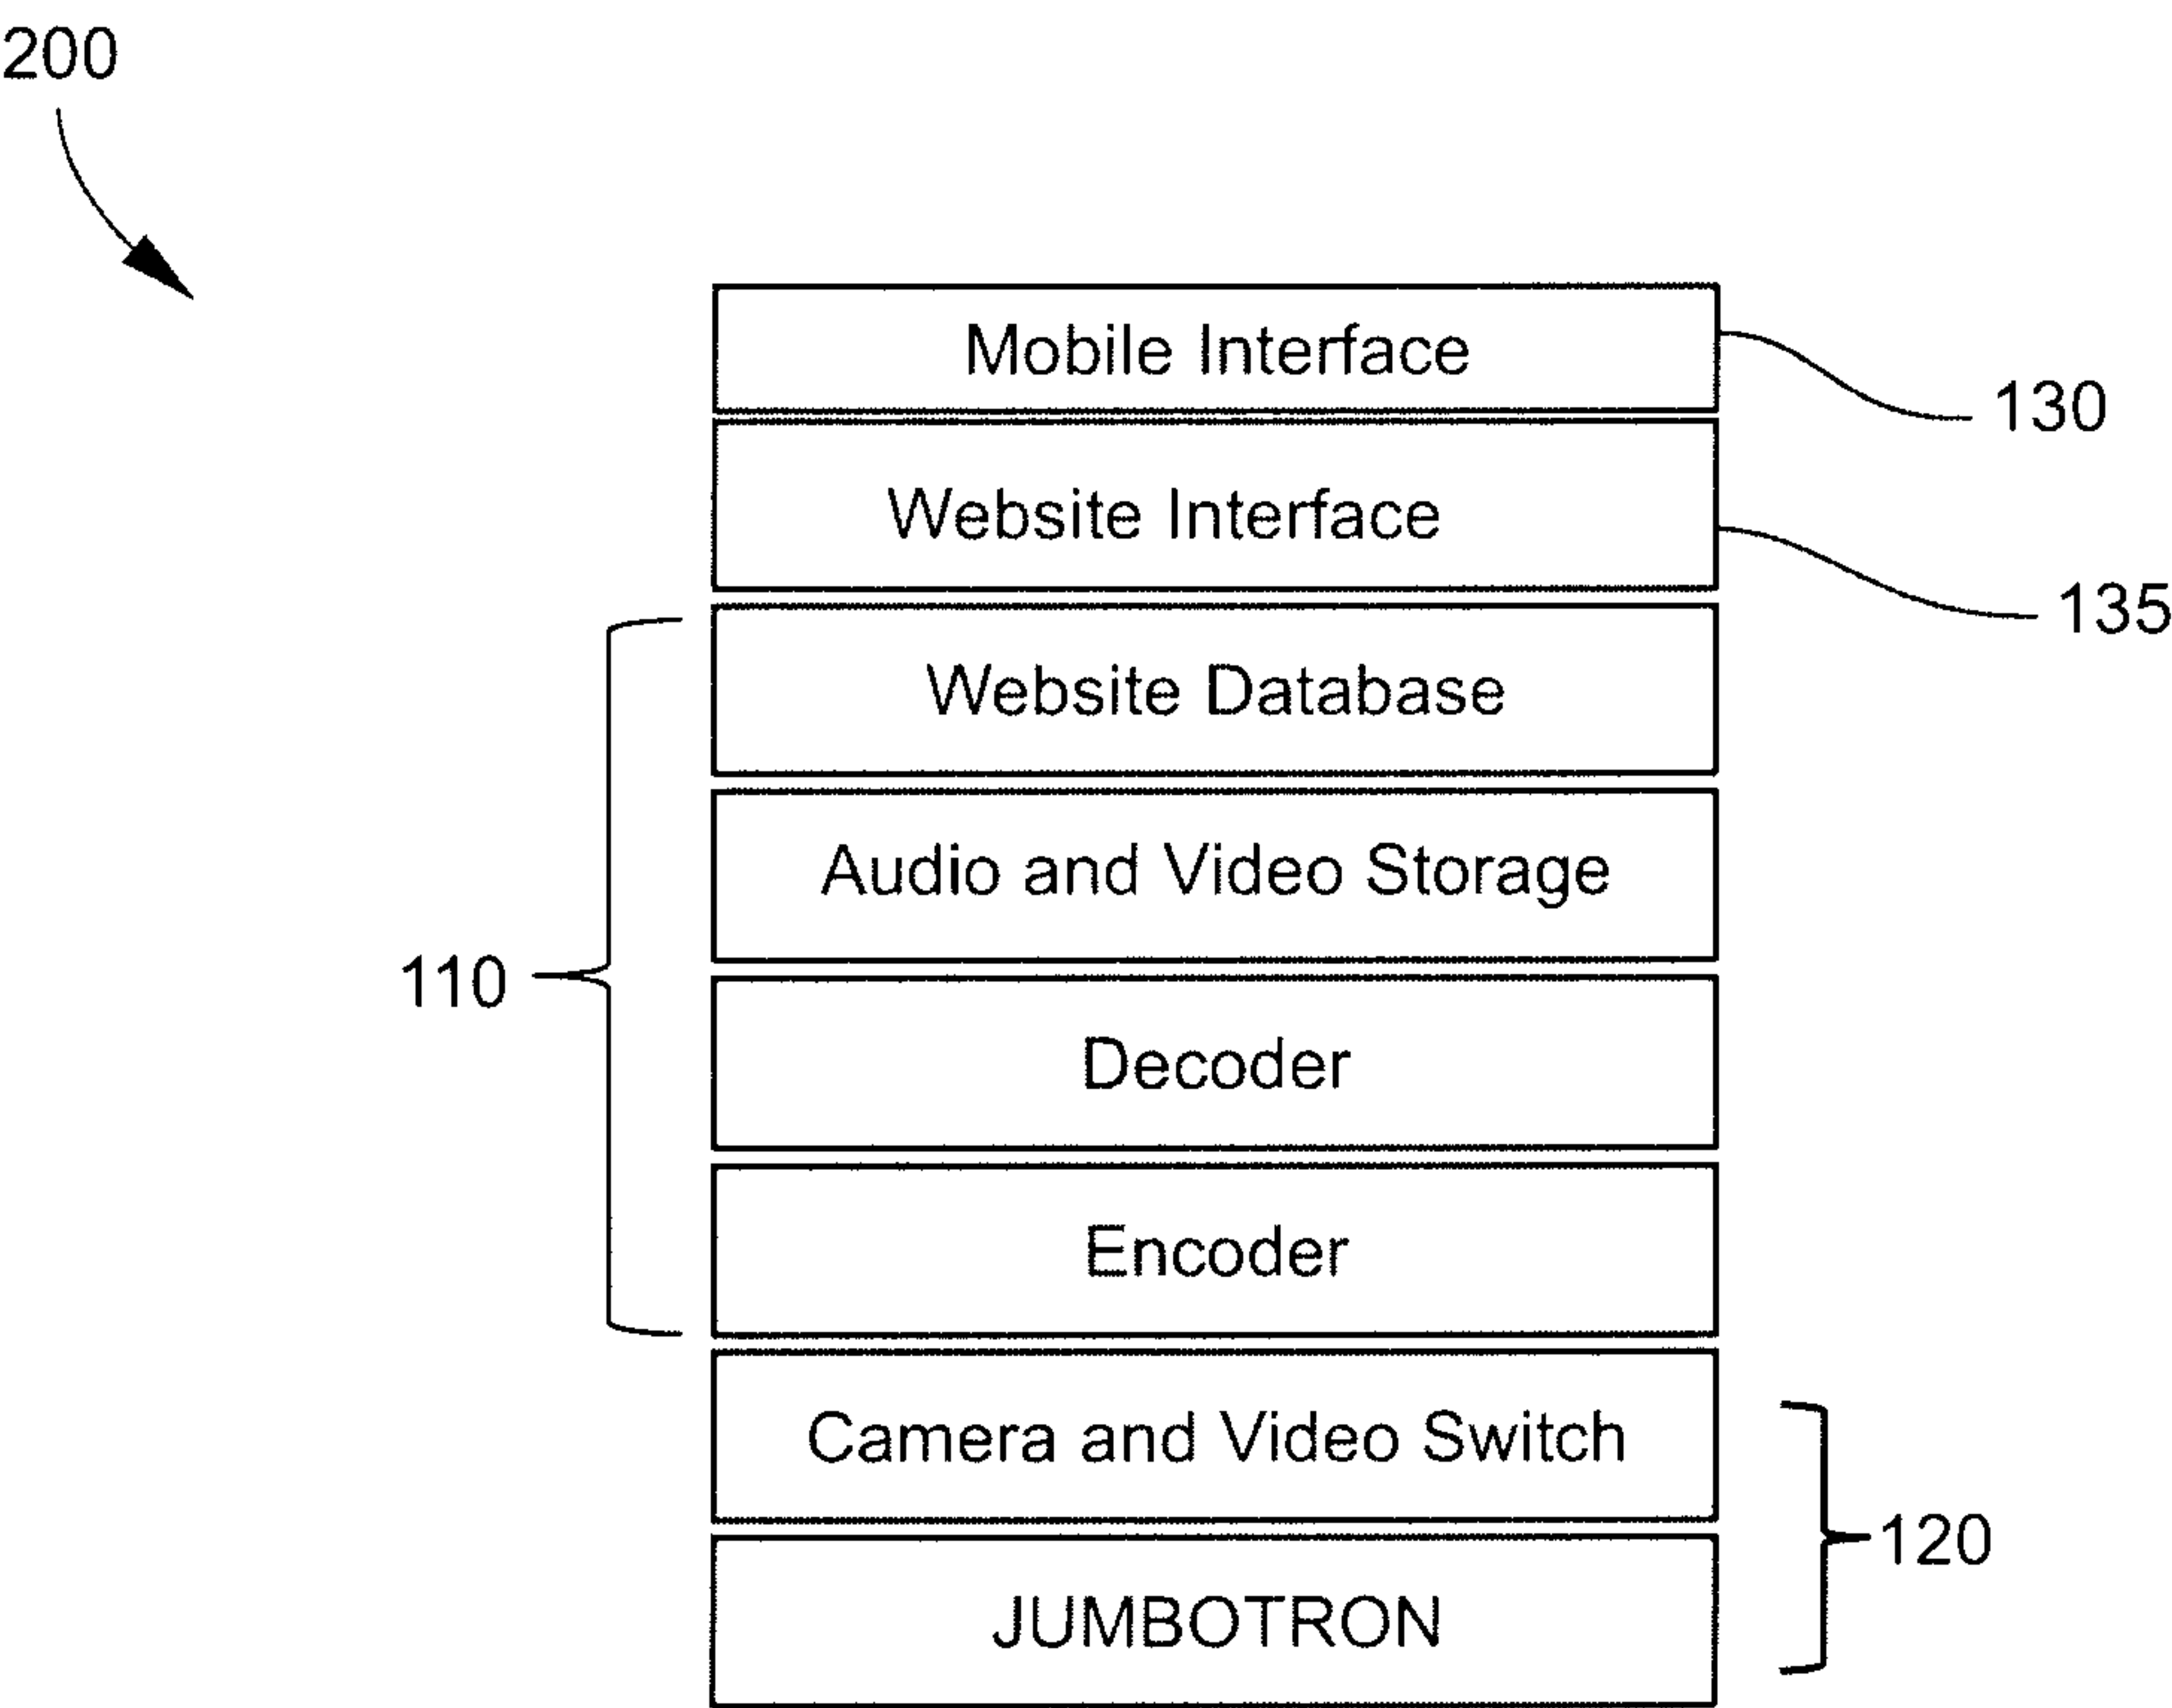 200
Mobile Interface
130
Website Interface
135
Website Database
Audio and Video Storage
110
Decoder
Encoder
Camera and Video Switch
120
JUMBOTRON